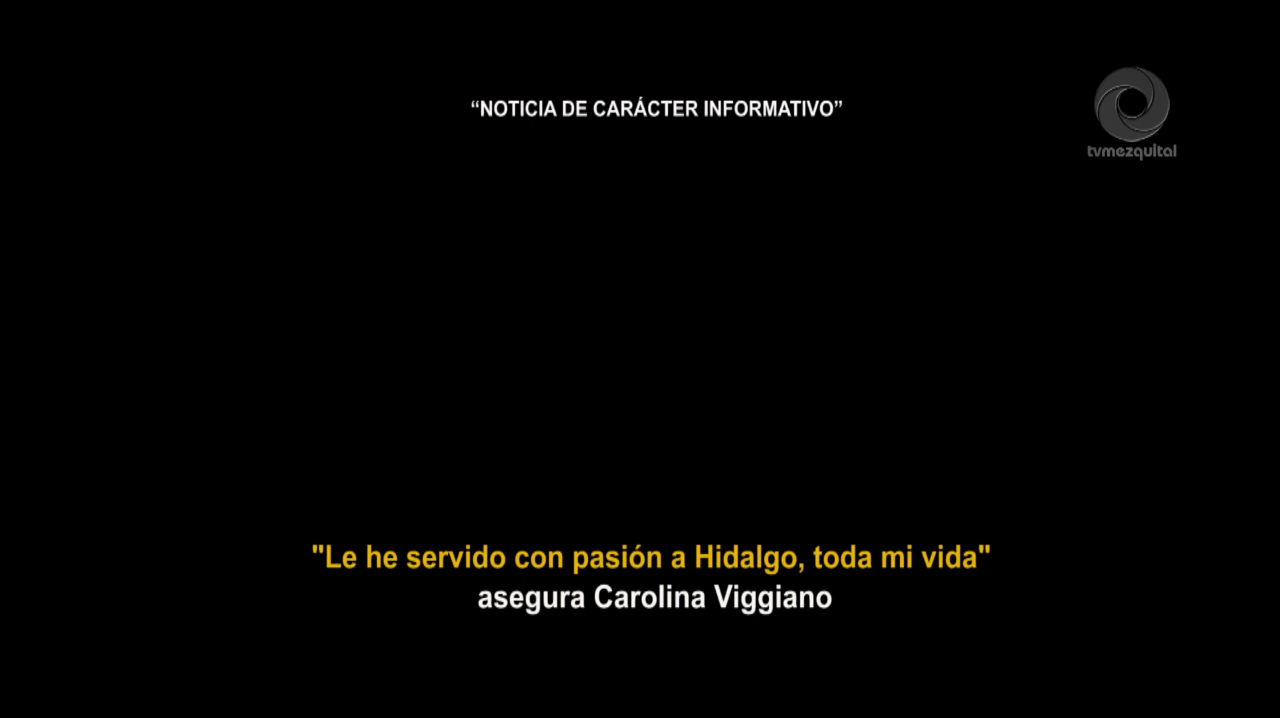 “NOTICIA DE CARÁCTER INFORMATIVO”
tvmezquital
"Le he servido con pasión a Hidalgo, toda mi vida"
asegura Carolina Viggiano